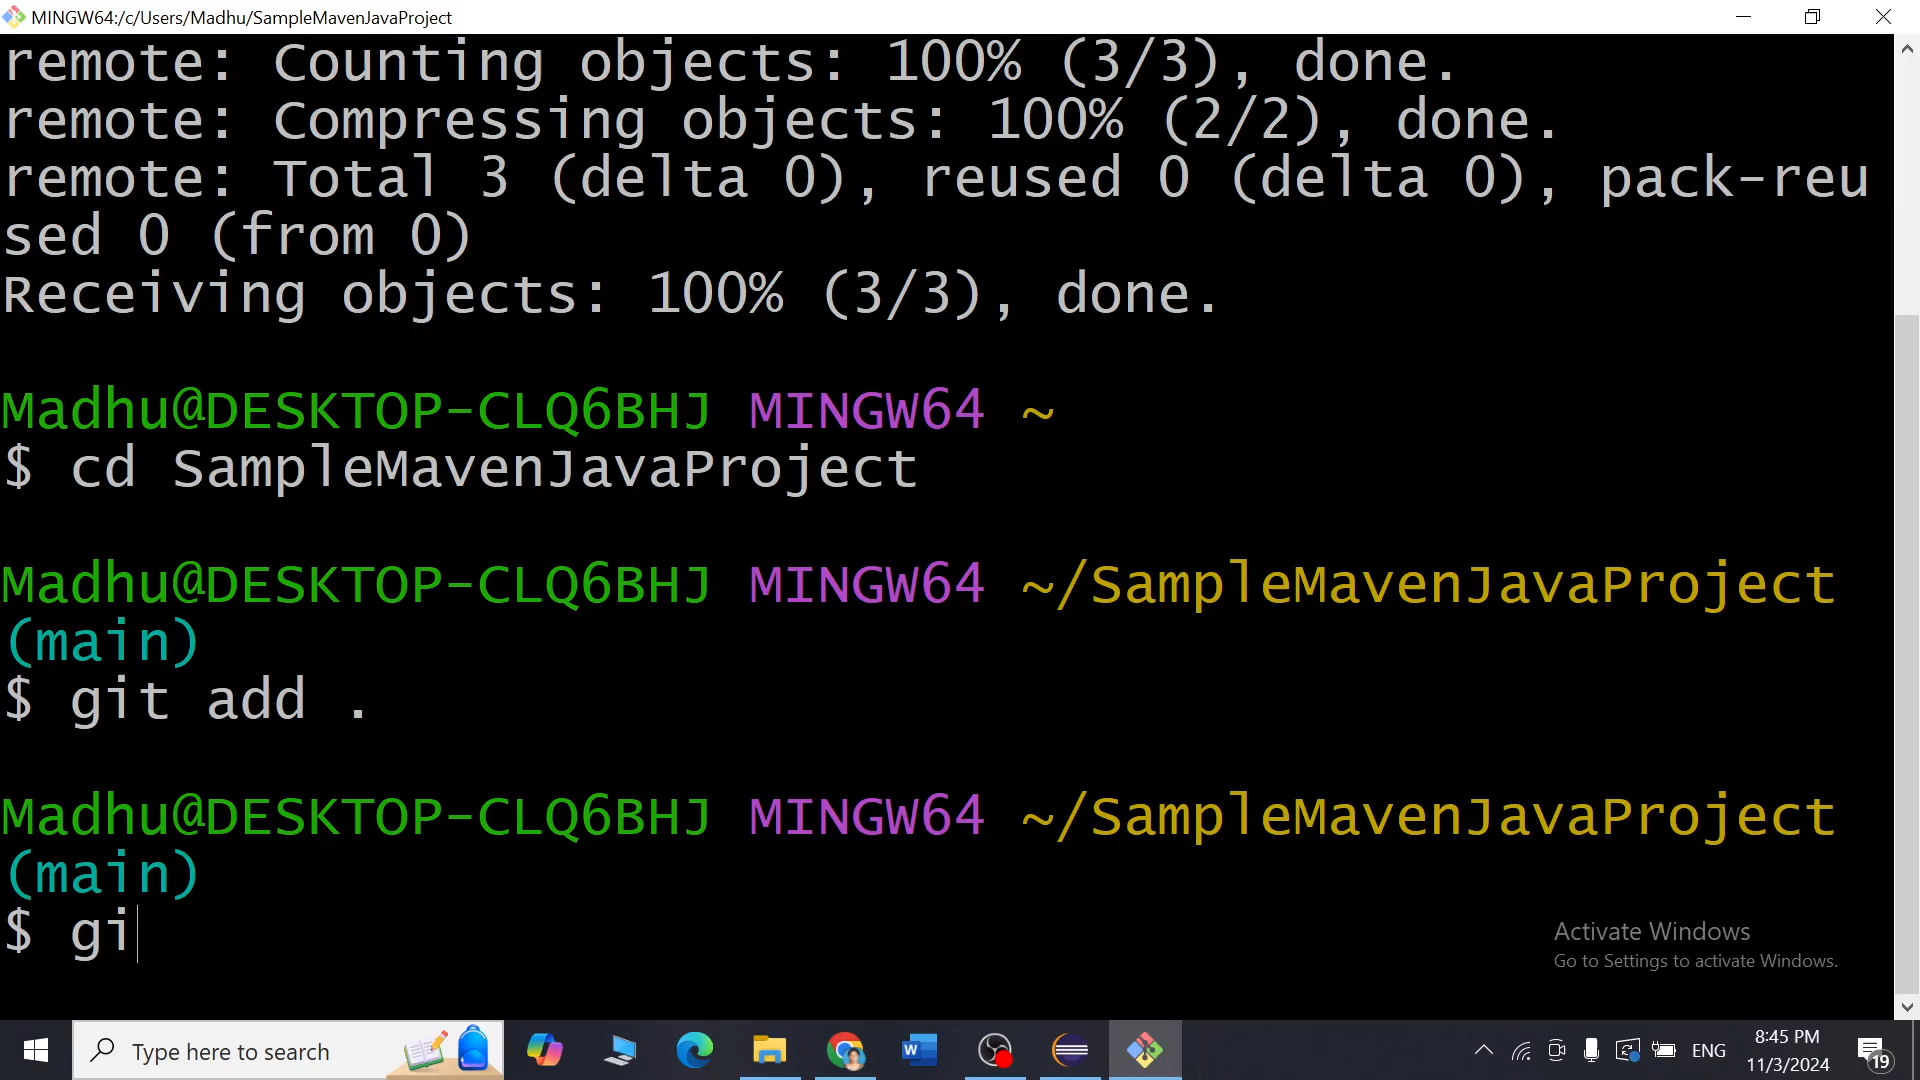 MINGW64:/c/Users/Madhu/SampleMavenJavaProject
remote: Counting objects: 100% (3/3), done.
remote: Compressing objects: 100% (2/2), done.
remote: Total 3 (delta 0), reused 0 (delta 0), pack-reu
sed 0 (from 0)
Receiving objects: 100% (3/3), done.
Madhu@DESKTOP-CLQ6BHJ MINGW64 ~
$ cd SampleMavenJavaProject
Madhu@DESKTOP-CLQ6BHJ MINGW64 ~/SampleMavenJavaProject
(main)
$ git add .
Madhu@DESKTOP-CLQ6BHJ MINGW64 ~/SampleMavenJavaProject
(main)
$ gi
Activate Windows
Go to Settings to activate Windows.
Type here to search
W
ENG
8:45 PM
11/3/2024
19